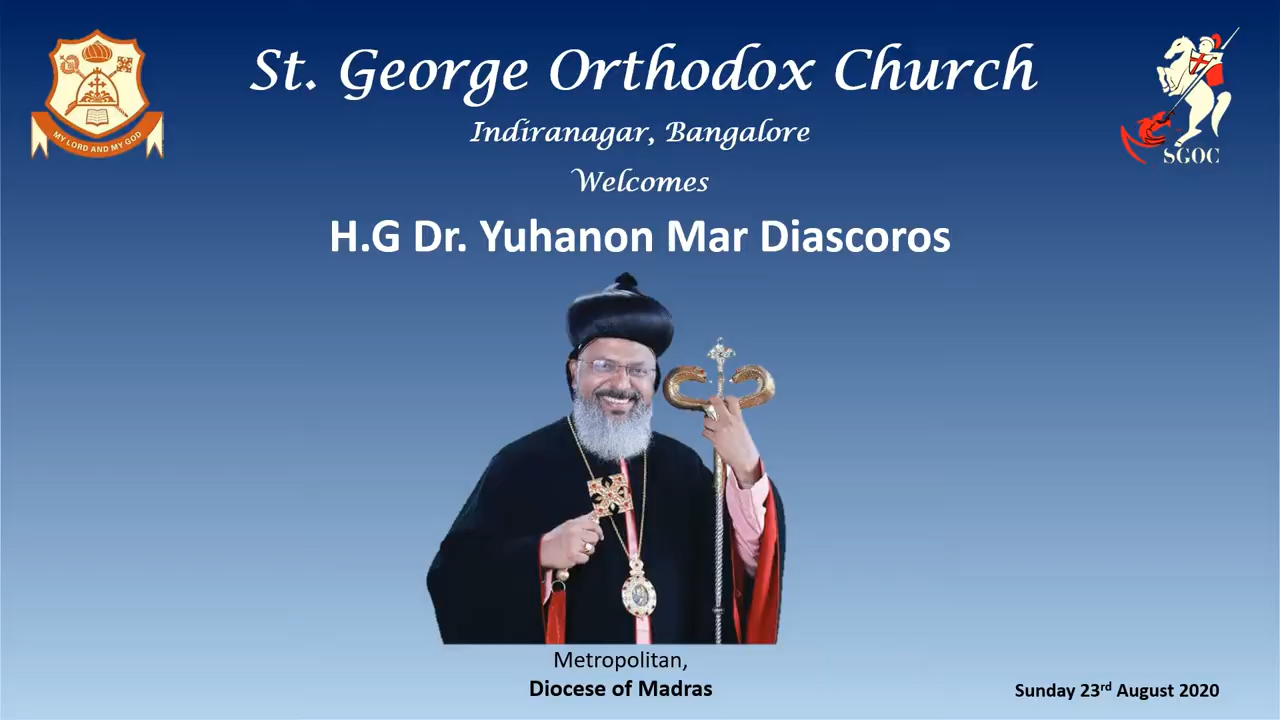 St. George Orthodox Church
Indiranagar, Bangalore
Welcomes
H.G Dr. Yuhanon Mar Diascoros
MY LORD AND MY GOD
SGOC
Metropolitan,
Diocese of Madras
Sunday 23rd August 2020